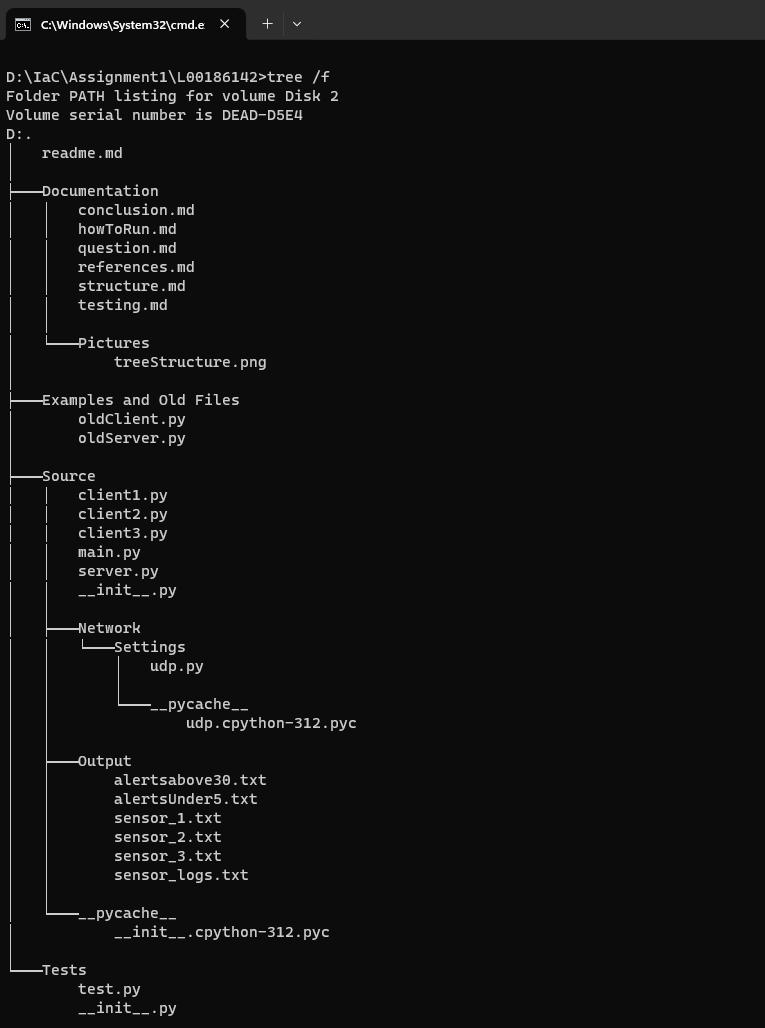 C:\Windows\System32\cmd.e
D:\IaC\Assignment1\L00186142>tree /f
Folder PATH listing for volume Disk 2
Volume serial number is DEAD-D5E4
D:.
readme.md
Documentation
conclusion.md
howToRun.md
question.md
references.md
structure.md
testing.md
Pictures
treeStructure.png
Examples and Old Files
oldClient.py
oldServer.py
Source
client1.py
client2.py
client3.py
main.py
server.py
__init__.py
Network
Settings
udp.py
__pycache__
udp.cpython-312.pyc
Output
alertsabove30.txt
alertsUnder5.txt
sensor_1.txt
sensor_2.txt
sensor_3.txt
sensor_logs.txt
__pycache__
__init__.cpython-312.pyc
Tests
test.py
__init__.py